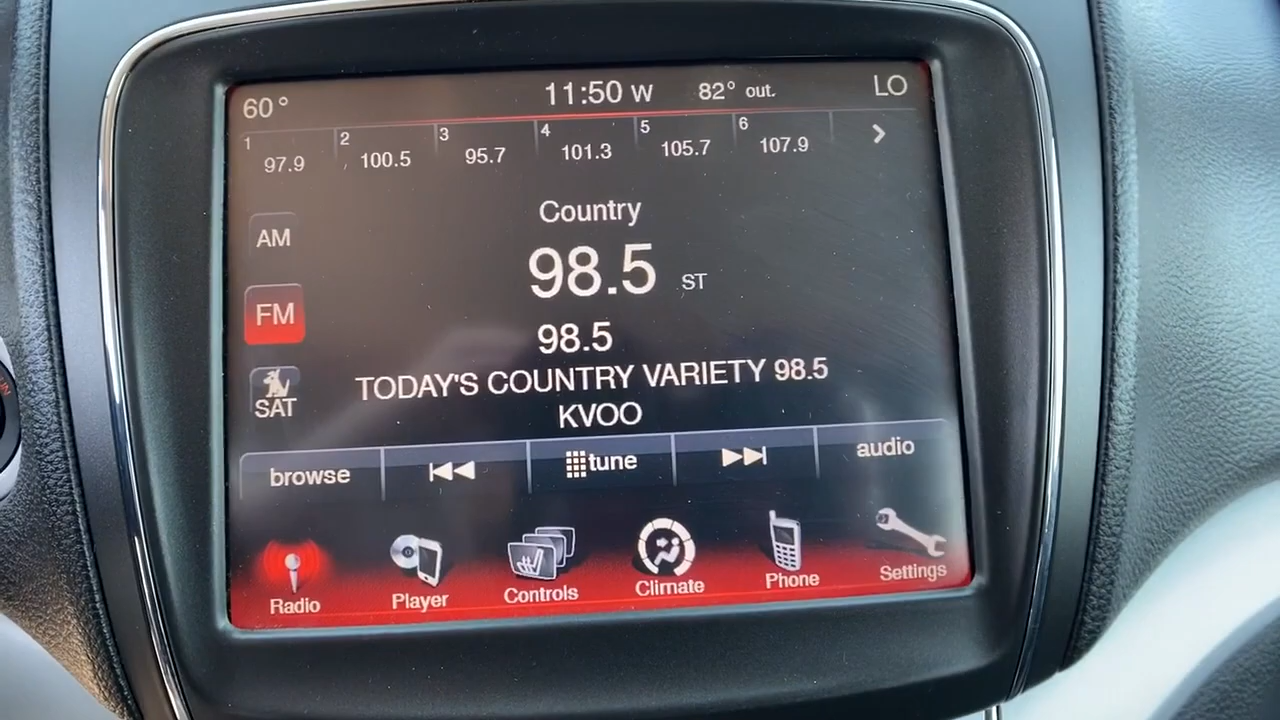 60° 11:50 W 82° out. LO
1 2 3 4 5 6
97.9 100.5 95.7 101.3 105.7 107.9
Country
AM
98.5 ST
FM
98.5
TODAY'S COUNTRY VARIETY 98.5
SAT
KVOO
browse tune audio
Radio Player Controls Climate Phone Settings